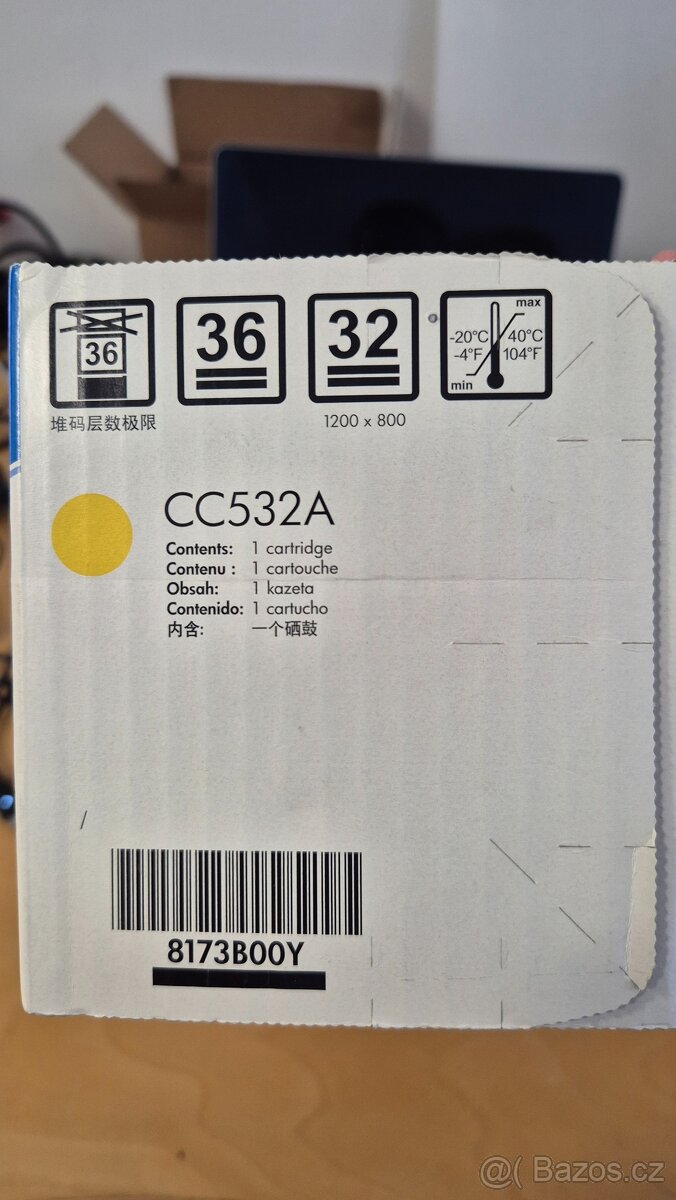 36
36
32
max
-20°C
40°C
-4°F
104°F
min
堆码层数极限
1200 x 800
CC532A
Contents: 1 cartridge
Contenu : 1 cartouche
Obsah: 1 kazeta
Contenido: 1 cartucho
内含: 一个硒鼓
8173B00Y
@( Bazos.cz